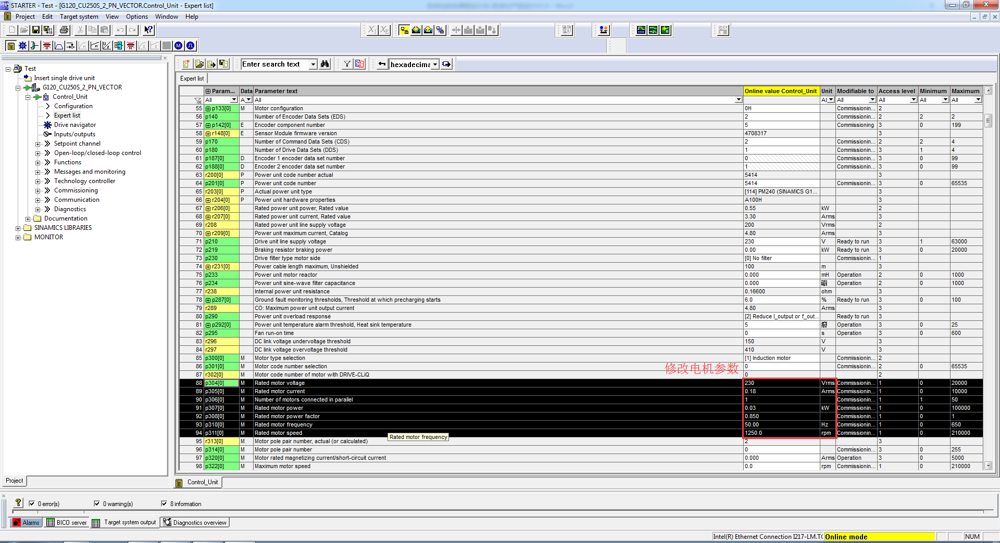 STARTER - Test - [G120_CU250S_2_PN_VECTOR.Control_Unit - Expert list]
Project Edit Target system View Options Window Help
Enter search text
hexadecima
Test
Insert single drive unit
G120_CU250S_2_PN_VECTOR
Control_Unit
Configuration
Expert list
Drive navigator
Inputs/outputs
Setpoint channel
Open-loop/closed-loop control
Functions
Messages and monitoring
Technology controller
Commissioning
Communication
Diagnostics
Documentation
SINAMICS LIBRARIES
MONITOR
Project
Expert list
Param... Data Parameter text Online value Control_Unit Unit Modifiable to Access level Minimum Maximum
All A... All Al All All All All
55 p133[0] M Motor configuration 0H Commissionin... 2
56 p140 Number of Encoder Data Sets (EDS) 2 Commissionin... 2 2 2
57 p142[0] E Encoder component number 5 Commissioning 3 0 199
58 r148[0] E Sensor Module firmware version 4708317 3
59 p170 Number of Command Data Sets (CDS) 2 Commissionin... 2 2 4
60 p180 Number of Drive Data Sets (DDS) 1 Commissionin... 3 1 4
61 p187[0] D Encoder 1 encoder data set number 0 Commissionin... 3 0 99
62 p188[0] D Encoder 2 encoder data set number 1 Commissionin... 3 0 99
63 r200[0] P Power unit code number actual 5414 3
64 p201[0] P Power unit code number 5414 Commissionin... 3 0 65535
65 r203[0] P Actual power unit type [114] PM240 (SINAMICS G1... 3
66 r204[0] P Power unit hardware properties A100H 3
67 r206[0] Rated power unit power, Rated value 0.55 kW 2
68 r207[0] Rated power unit current, Rated value 3.30 Arms 3
69 r208 Rated power unit line supply voltage 200 Vrms 2
70 r209[0] Power unit maximum current, Catalog 4.80 Arms 3
71 p210 Drive unit line supply voltage 230 V Ready to run 3 1 63000
72 p219 Braking resistor braking power 0.00 kW Ready to run 3 0 20000
73 p230 Drive filter type motor side [0] No filter Commissionin... 1
74 r231[0] Power cable length maximum, Unshielded 100 m 3
75 p233 Power unit motor reactor 0.000 mH Operation 2 0 1000
76 p234 Power unit sine-wave filter capacitance 0.000 Operation 2 0 1000
77 r238 Internal power unit resistance 0.16600 ohm 3
78 p287[0] Ground fault monitoring thresholds, Threshold at which precharging starts 6.0 % Ready to run 3 0 100
79 r289 CO: Maximum power unit output current 4.80 Arms 3
80 p290 Power unit overload response [2] Reduce I_output or f_out... Ready to run 3
81 p292[0] Power unit temperature alarm threshold, Heat sink temperature 5 Operation 3 0 25
82 p295 Fan run-on time 0 s Operation 3 0 600
83 r296 DC link voltage undervoltage threshold 150 V 3
84 r297 DC link voltage overvoltage threshold 410 V 3
85 p300[0] M Motor type selection [1] Induction motor Commissionin... 2
86 p301[0] M Motor code number selection 0 Commissionin... 2 0 65535
修改电机参数
87 r302[0] M Motor code number of motor with DRIVE-CLiQ 0 2
88 p304[0] M Rated motor voltage 230 Vrms Commissionin... 1 0 20000
89 p305[0] M Rated motor current 0.18 Arms Commissionin... 1 0 10000
90 p306[0] M Number of motors connected in parallel 1 Commissionin... 1 1 50
91 p307[0] M Rated motor power 0.03 kW Commissionin... 1 0 100000
92 p308[0] M Rated motor power factor 0.850 Commissionin... 1 0 1
93 p310[0] M Rated motor frequency 50.00 Hz Commissionin... 1 0 650
94 p311[0] M Rated motor speed 1250.0 rpm Commissionin... 1 0 210000
Rated motor frequency
95 r313[0] M Motor pole pair number, actual (or calculated) 2 3
96 p314[0] M Motor pole pair number 0 Commissionin... 3 0 255
97 p320[0] M Motor rated magnetizing current/short-circuit current 0.000 Arms Operation 3 0 5000
98 p322[0] M Maximum motor speed 0.0 rpm Commissionin... 1 0 210000
Control_Unit
0 error(s) 0 warning(s) 8 information
Alarms BICO server Target system output Diagnostics overview
Intel(R) Ethernet Connection I217-LM.TC Online mode NUM